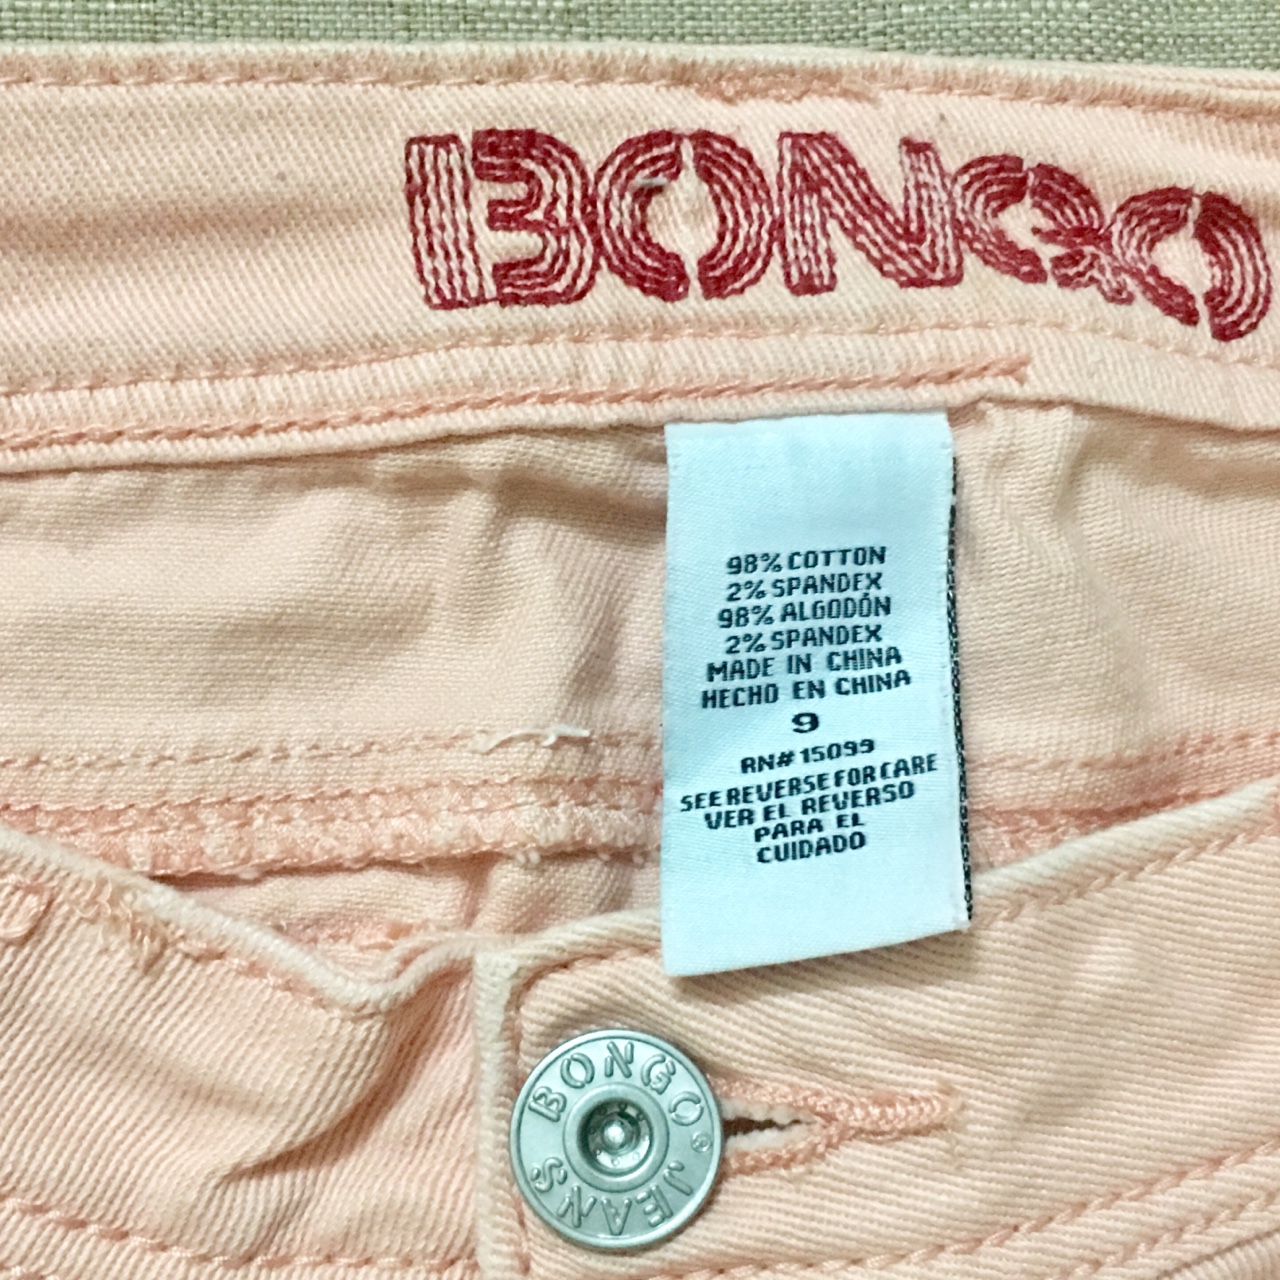 BONGO
98% COTTON
2% SPANDEX
98% ALGODÓN
2% SPANDEX
MADE IN CHINA
HECHO EN CHINA
9
RN# 15099
SEE REVERSE FOR CARE
VER EL REVERSO
PARA EL
CUIDADO
BONGO®
JEANS